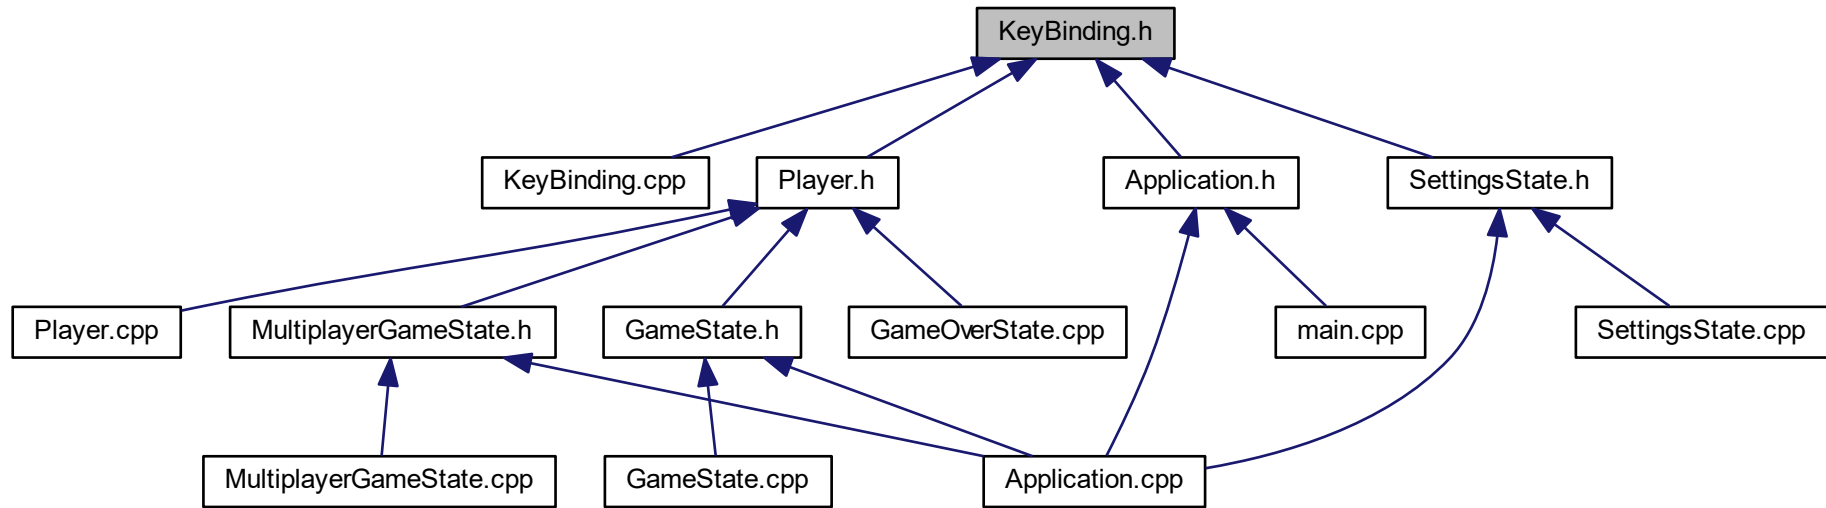 KeyBinding.h
KeyBinding.cpp
Player.h
Application.h
SettingsState.h
Player.cpp
MultiplayerGameState.h
GameState.h
GameOverState.cpp
main.cpp
SettingsState.cpp
MultiplayerGameState.cpp
GameState.cpp
Application.cpp